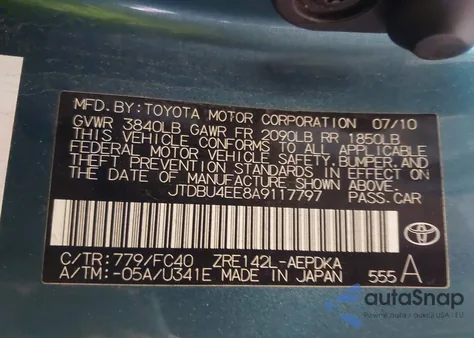 MFD. BY: TOYOTA MOTOR CORPORATION 07/10
GVWR 3840LB GAWR FR 2090LB RR 1850LB
THIS VEHICLE CONFORMS TO ALL APPLICABLE
FEDERAL MOTOR VEHICLE SAFETY, BUMPER, AND
THEFT PREVENTION STANDARDS IN EFFECT ON
THE DATE OF MANUFACTURE SHOWN ABOVE.
JTDBU4EE8A9117797 PASS. CAR
C/TR: 779/FC40 ZRE142L-AEPDKA
A/TM: -05A/U341E MADE IN JAPAN 555 A
TOYOTA
autoSnap